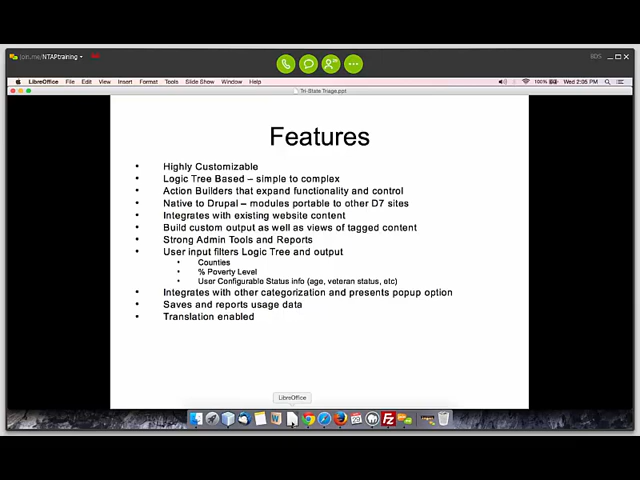 join.me/NTAPtraining
BDS
LibreOffice File Edit View Insert Format Tools Slide Show Window Help
100% Wed 2:05 PM
Tri-State Triage.ppt
Features
• Highly Customizable
• Logic Tree Based – simple to complex
• Action Builders that expand functionality and control
• Native to Drupal – modules portable to other D7 sites
• Integrates with existing website content
• Build custom output as well as views of tagged content
• Strong Admin Tools and Reports
• User input filters Logic Tree and output
• Counties
• % Poverty Level
• User Configurable Status info (age, veteran status, etc)
• Integrates with other categorization and presents popup option
• Saves and reports usage data
• Translation enabled
LibreOffice